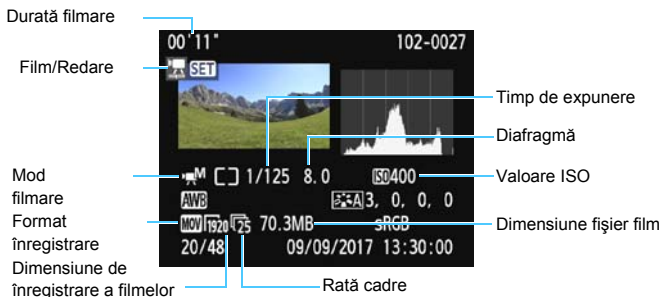 Durată filmare
00'11" 102-0027
Film/Redare
SET
Timp de expunere
Diafragmă
Mod
filmare
M 1/125 8.0 ISO400
Valoare ISO
AWB A 3, 0, 0, 0
Format
înregistrare
MOV 1920 25 70.3MB sRGB
Dimensiune fişier film
20/48 09/09/2017 13:30:00
Dimensiune de
înregistrare a filmelor
Rată cadre